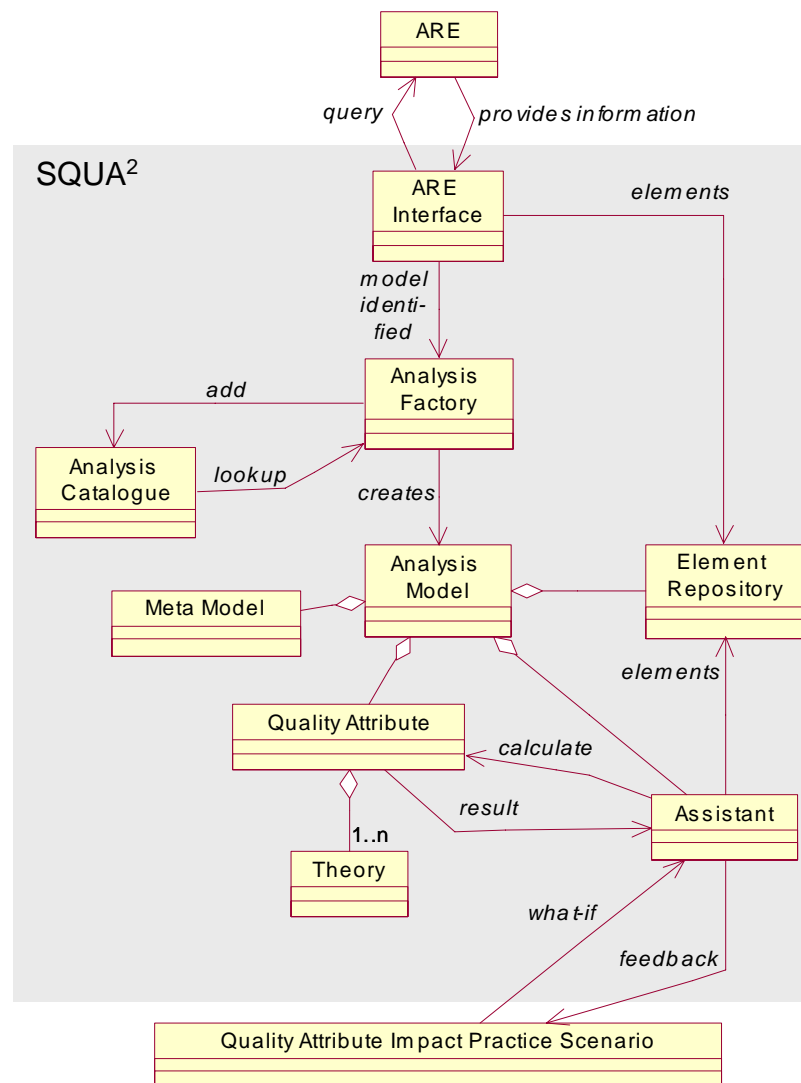 ARE
query
provides information
SQUA²
ARE
Interface
elements
model
identi-
fied
Analysis
Factory
add
Analysis
Catalogue
lookup
creates
Analysis
Model
Element
Repository
Meta Model
elements
Quality Attribute
calculate
result
Assistant
1..n
Theory
what-if
feedback
Quality Attribute Impact Practice Scenario